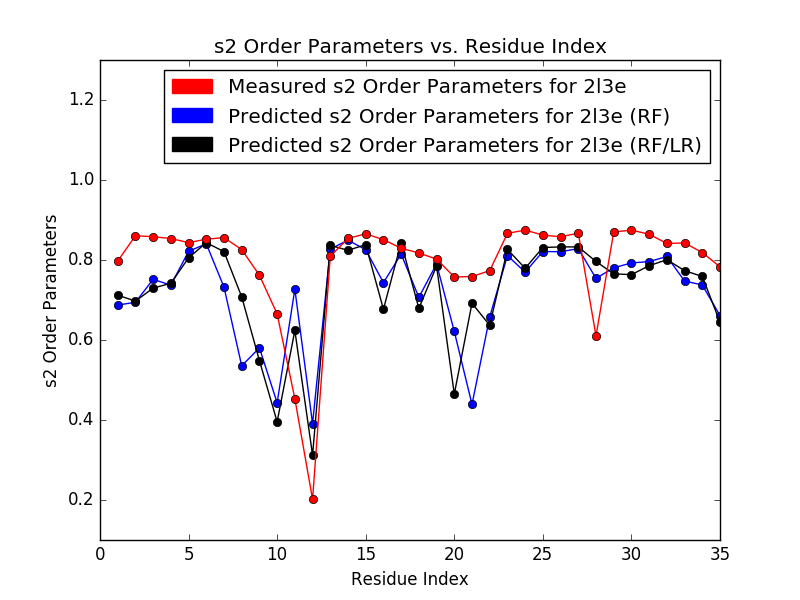 s2 Order Parameters vs. Residue Index
Measured s2 Order Parameters for 2l3e
Predicted s2 Order Parameters for 2l3e (RF)
Predicted s2 Order Parameters for 2l3e (RF/LR)
s2 Order Parameters
1.2
1.0
0.8
0.6
0.4
0.2
0 5 10 15 20 25 30 35
Residue Index